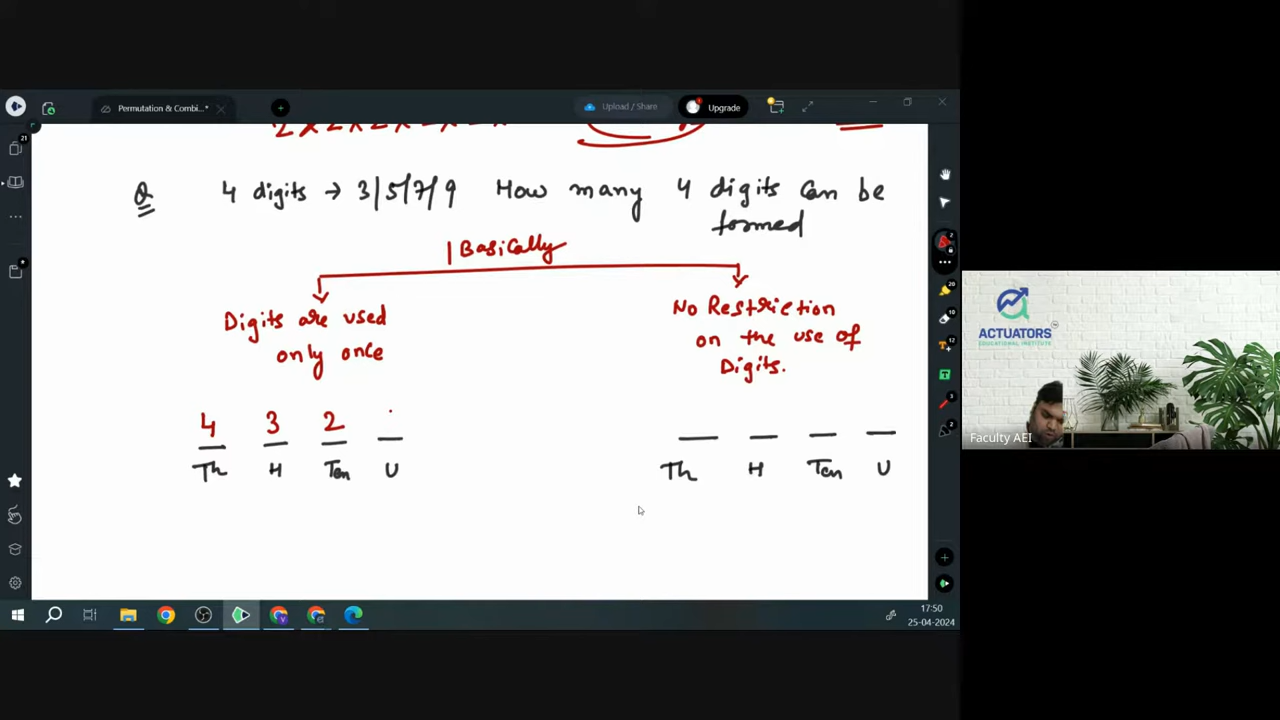 Permutation & Combi...*
Upload / Share
Upgrade
Q 4 digits → 3/5/7/9 How many 4 digits can be
formed
Basically
Digits are used
only once
No Restriction
on the use of
Digits.
4 3 2
Th H Ten U
Th H Ten U
ACTUATORS
EDUCATIONAL INSTITUTE
Faculty AEI
17:50
25-04-2024